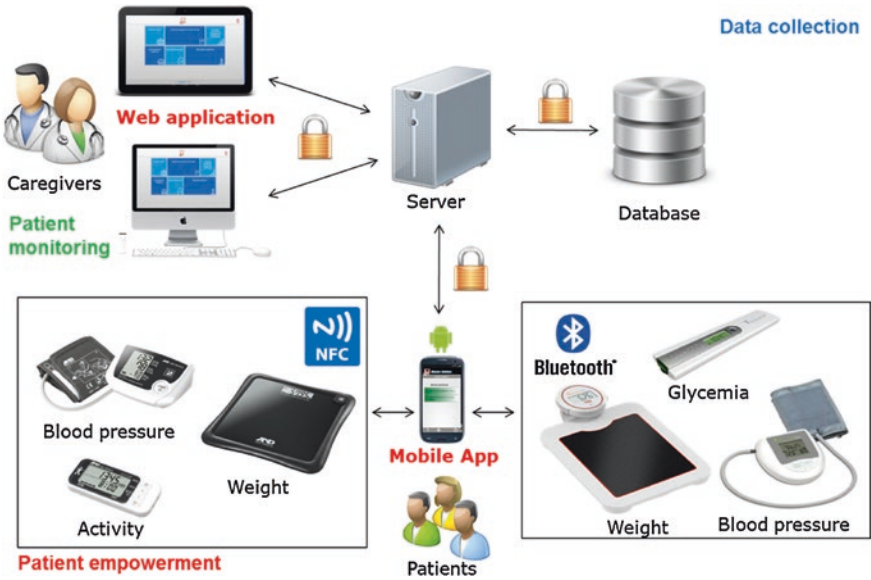 Data collection
Web application
Caregivers
Server
Database
Patient
monitoring
NFC
Bluetooth
Glycemia
Blood pressure
Weight
Mobile App
Activity
Weight
Blood pressure
Patients
Patient empowerment